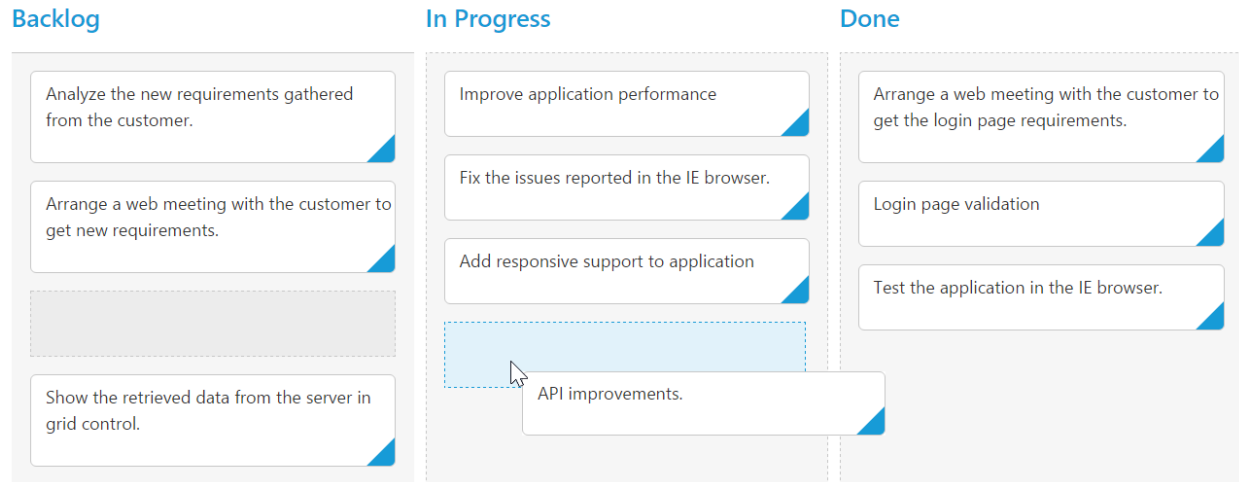 Backlog
Analyze the new requirements gathered
from the customer.
Arrange a web meeting with the customer to
get new requirements.
Show the retrieved data from the server in
grid control.
In Progress
Improve application performance
Fix the issues reported in the IE browser.
Add responsive support to application
API improvements.
Done
Arrange a web meeting with the customer to
get the login page requirements.
Login page validation
Test the application in the IE browser.